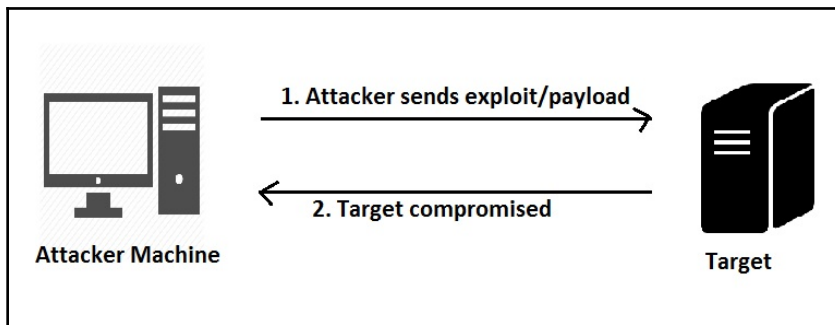 1. Attacker sends exploit/payload
2. Target compromised
Attacker Machine
Target